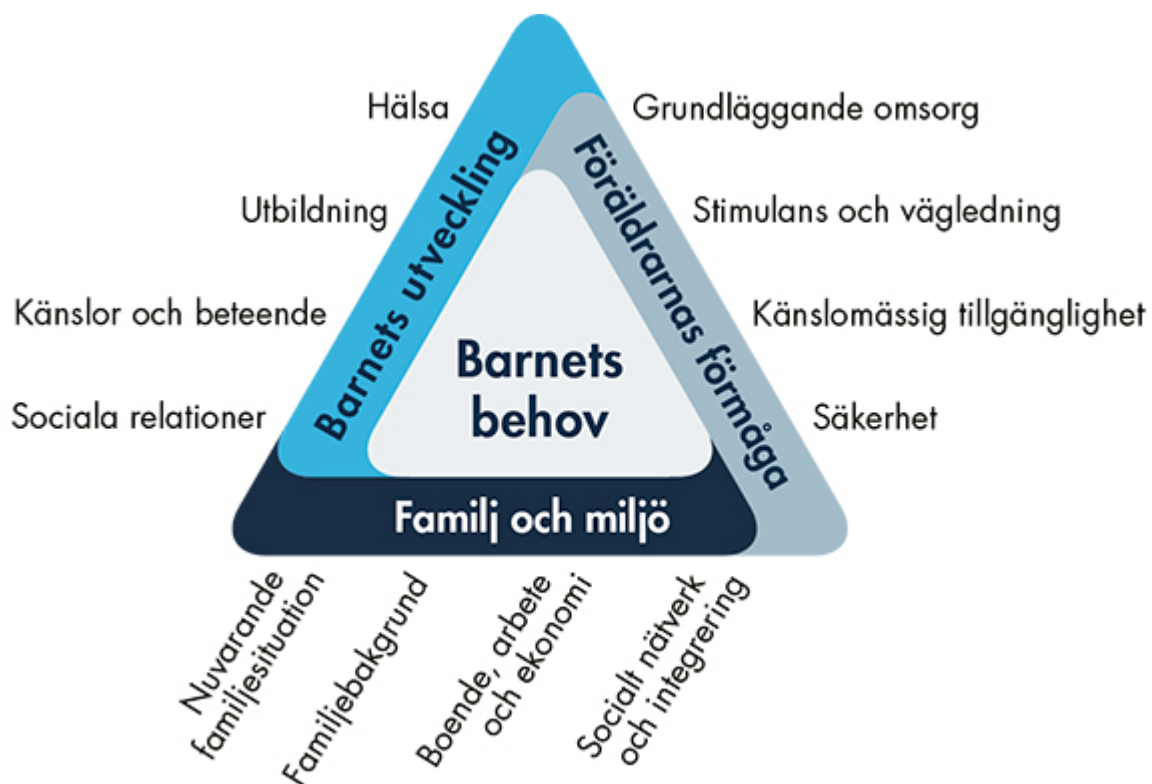 Hälsa
Utbildning
Känslor och beteende
Sociala relationer
Barnets utveckling
Barnets
behov
Föräldrarnas förmåga
Grundläggande omsorg
Stimulans och vägledning
Känslomässig tillgänglighet
Säkerhet
Familj och miljö
Nuvarande
familjesituation
Familjebakgrund
Boende, arbete
och ekonomi
Socialt nätverk
och integrering